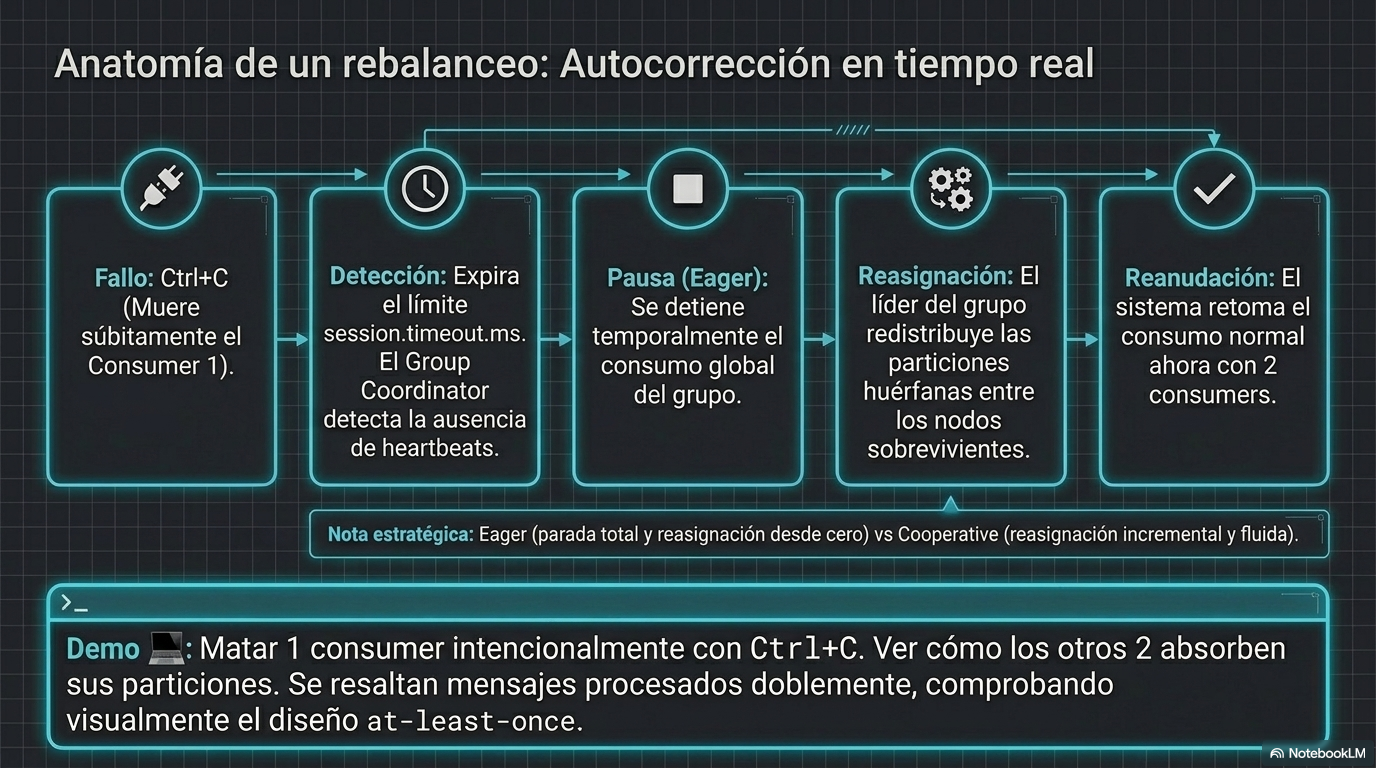 Anatomía de un rebalanceo: Autocorrección en tiempo real
Fallo: Ctrl+C
(Muere
súbitamente el
Consumer 1).
Detección: Expira
el límite
session.timeout.ms.
El Group
Coordinator
detecta la ausencia
de heartbeats.
Pausa (Eager):
Se detiene
temporalmente el
consumo global
del grupo.
Reasignación: El
líder del grupo
redistribuye las
particiones
huérfanas entre
los nodos
sobrevivientes.
Reanudación: El
sistema retoma el
consumo normal
ahora con 2
consumers.
Nota estratégica: Eager (parada total y reasignación desde cero) vs Cooperative (reasignación incremental y fluida).
>_
Demo 💻: Matar 1 consumer intencionalmente con Ctrl+C. Ver cómo los otros 2 absorben
sus particiones. Se resaltan mensajes procesados doblemente, comprobando
visualmente el diseño at-least-once.
NotebookLM